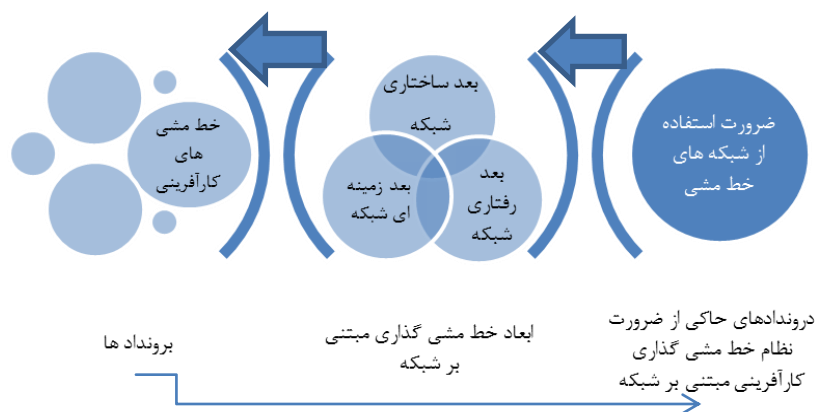 ضرورت استفاده
از شبکه های
خط مشی
بعد ساختاری
شبکه
بعد
رفتاری
شبکه
بعد زمینه
ای شبکه
خط مشی
های
کارآفرینی
دروندادهای حاکی از ضرورت
نظام خط مشی گذاری
کارآفرینی مبتنی بر شبکه
ابعاد خط مشی گذاری مبتنی
بر شبکه
برونداد ها